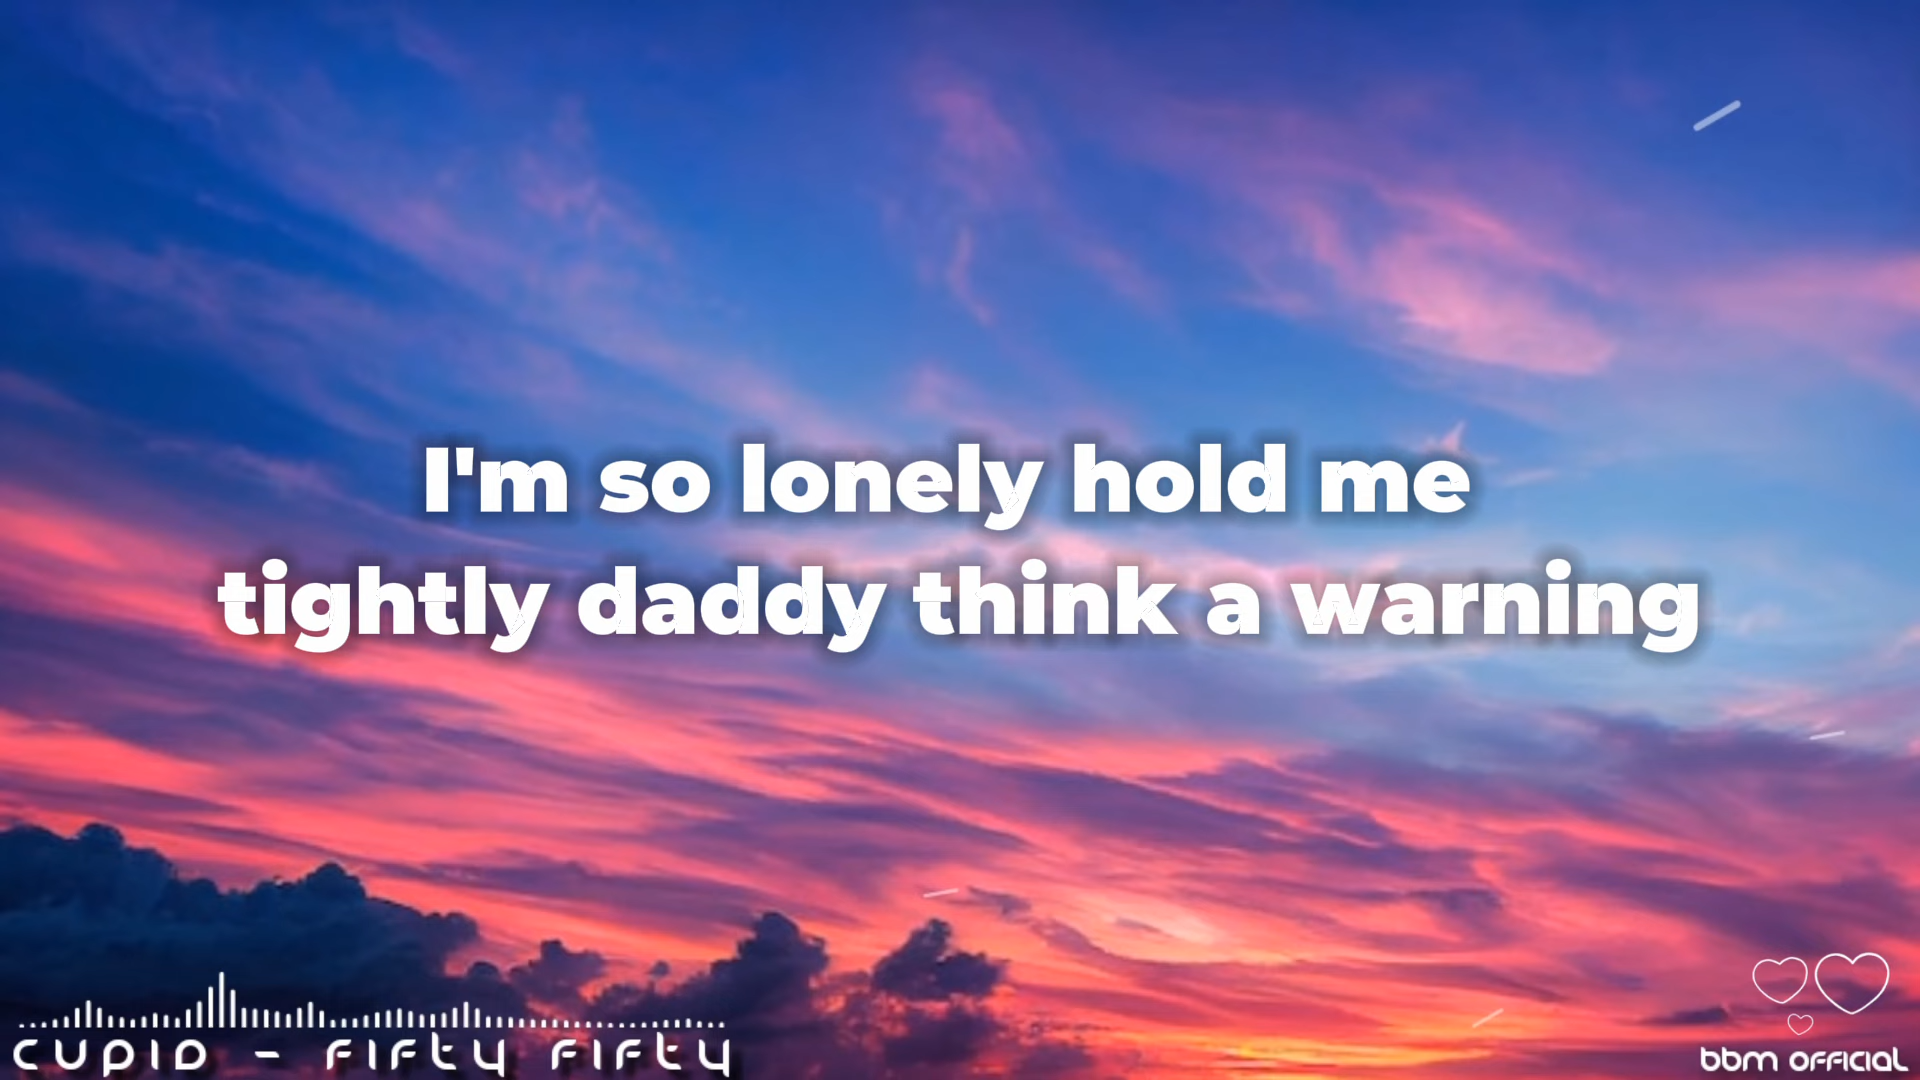 I'm so lonely hold me
tightly daddy think a warning
CUPID - FIFTY FIFTY
BBM OFFICIAL